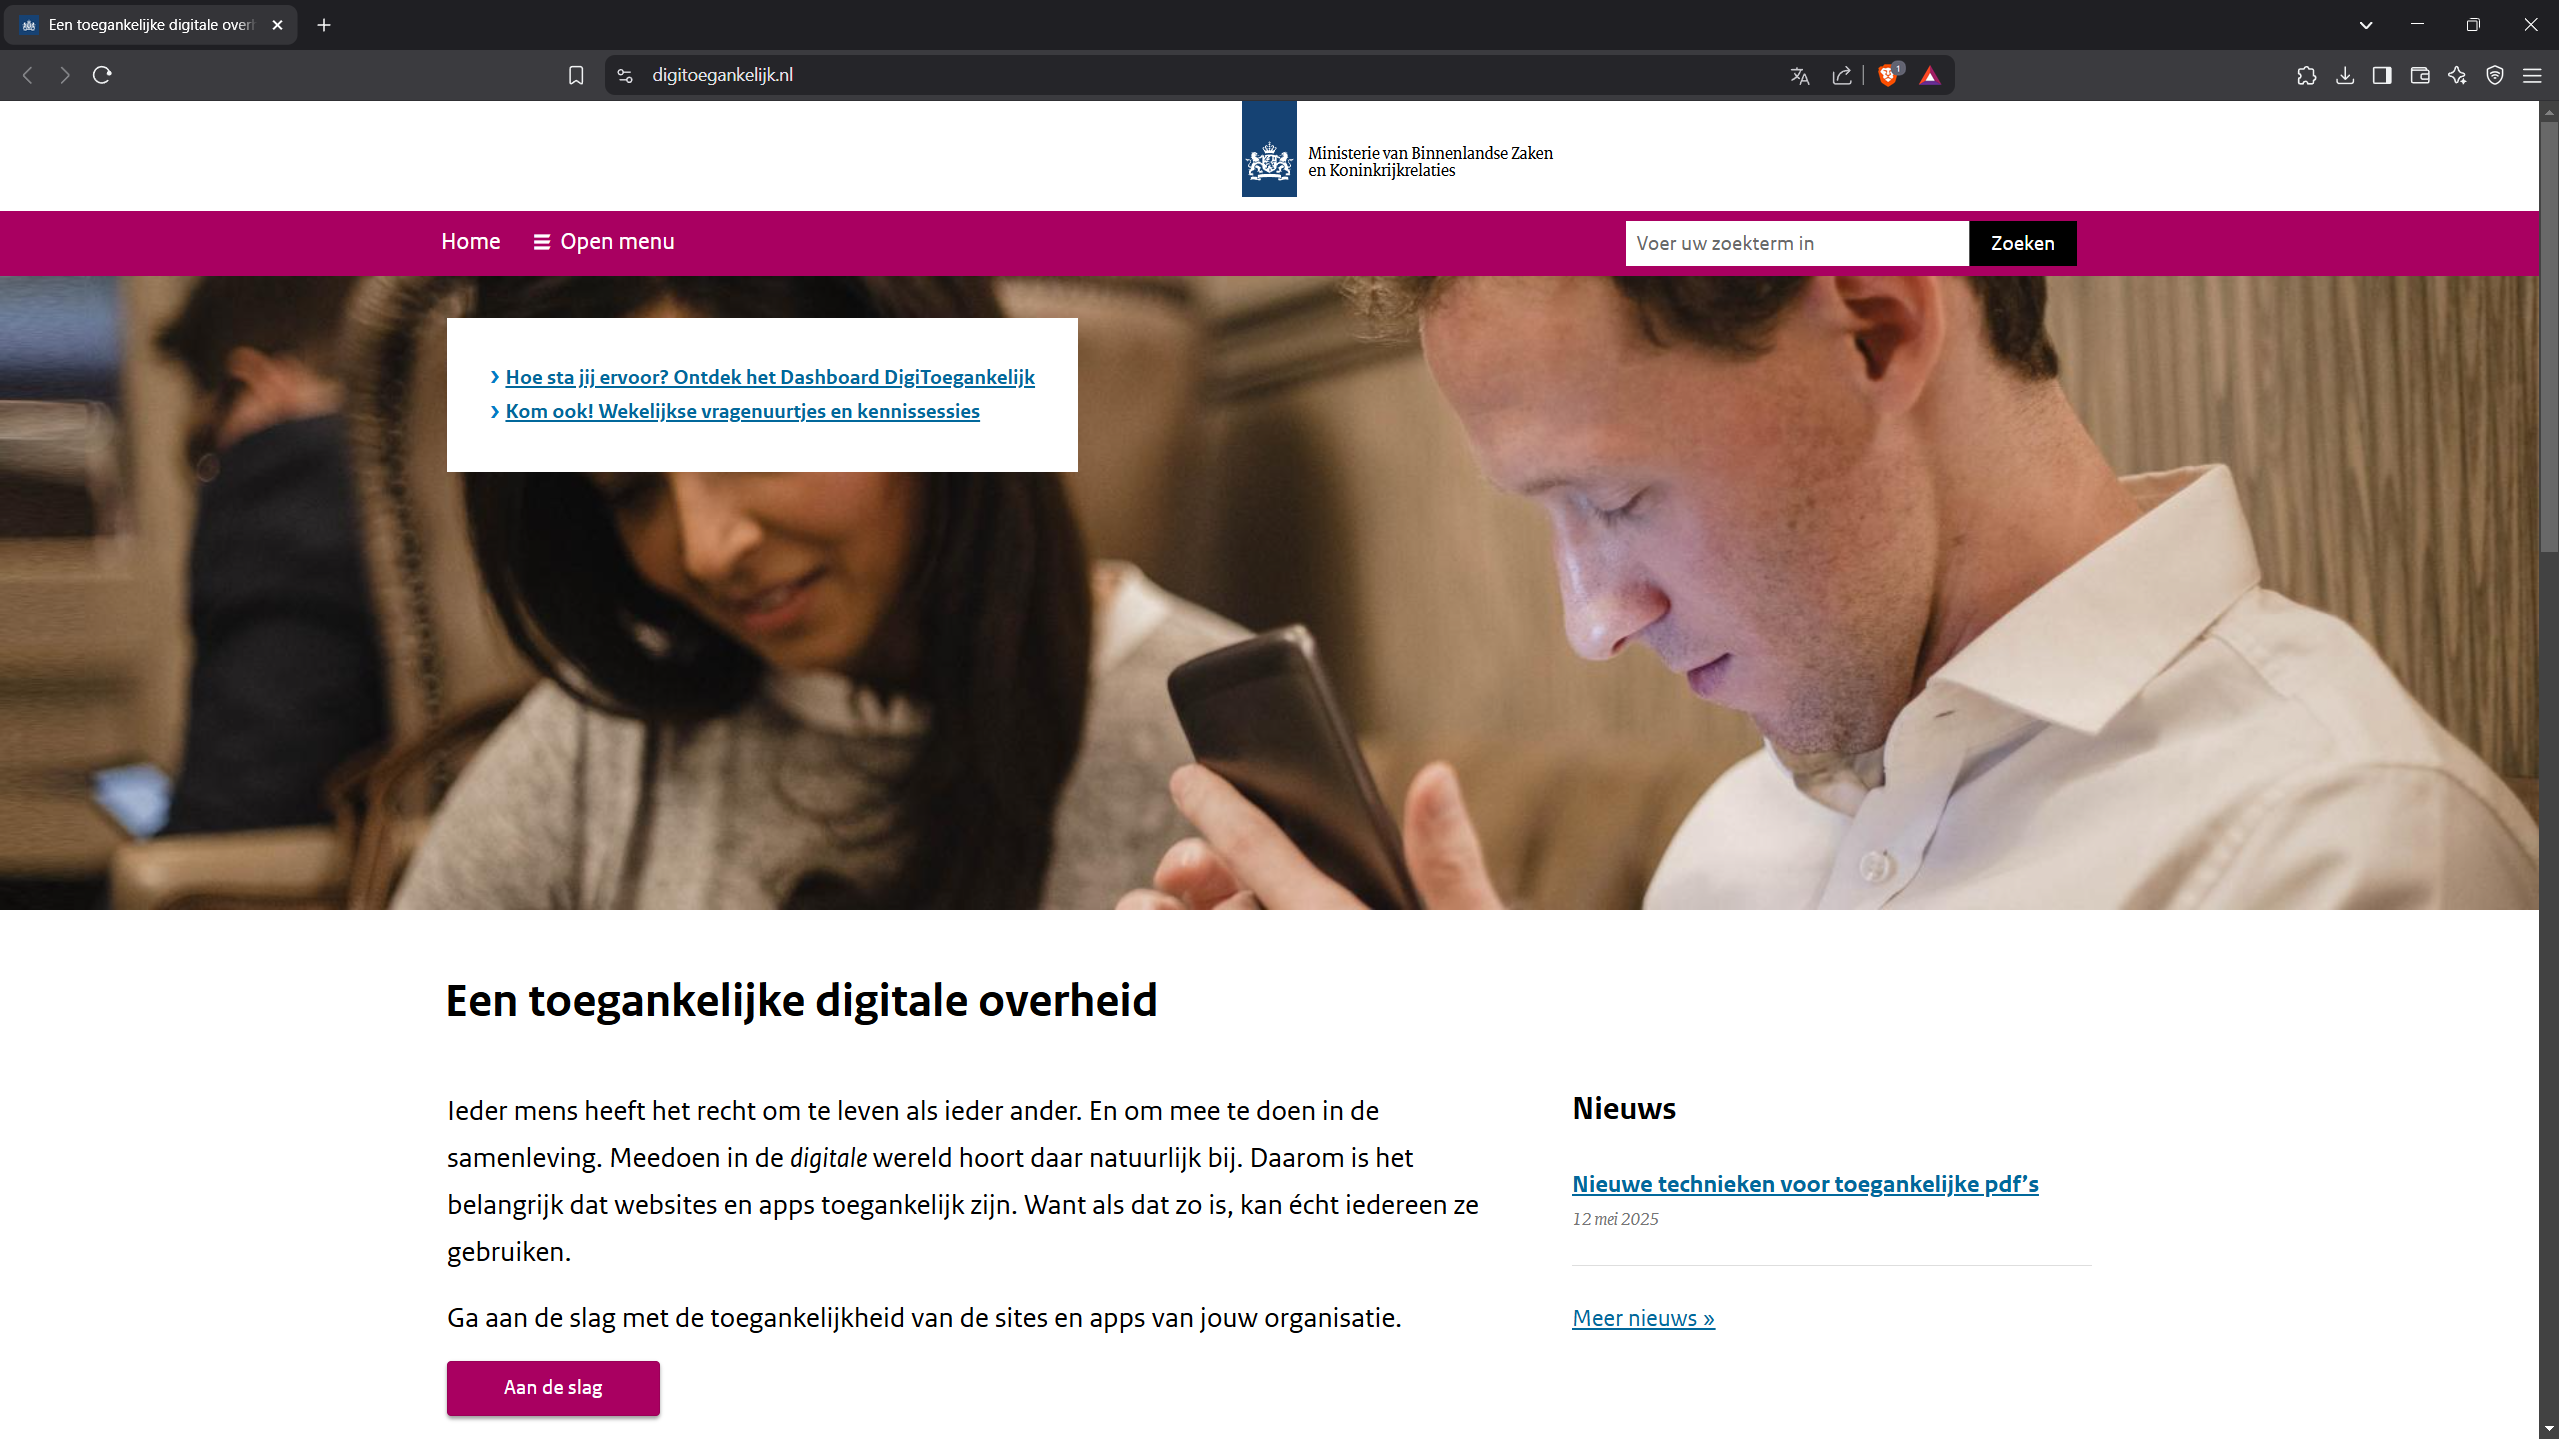 Een toegankelijke digitale over
digitoegankelijk.nl
1
Ministerie van Binnenlandse Zaken
en Koninkrijkrelaties
Home
Open menu
Voer uw zoekterm in
Zoeken
Hoe sta jij ervoor? Ontdek het Dashboard DigiToegankelijk
Kom ook! Wekelijkse vragenuurtjes en kennissessies
Een toegankelijke digitale overheid
Ieder mens heeft het recht om te leven als ieder ander. En om mee te doen in de
samenleving. Meedoen in de digitale wereld hoort daar natuurlijk bij. Daarom is het
belangrijk dat websites en apps toegankelijk zijn. Want als dat zo is, kan écht iedereen ze
gebruiken.
Ga aan de slag met de toegankelijkheid van de sites en apps van jouw organisatie.
Aan de slag
Nieuws
Nieuwe technieken voor toegankelijke pdf’s
12 mei 2025
Meer nieuws »